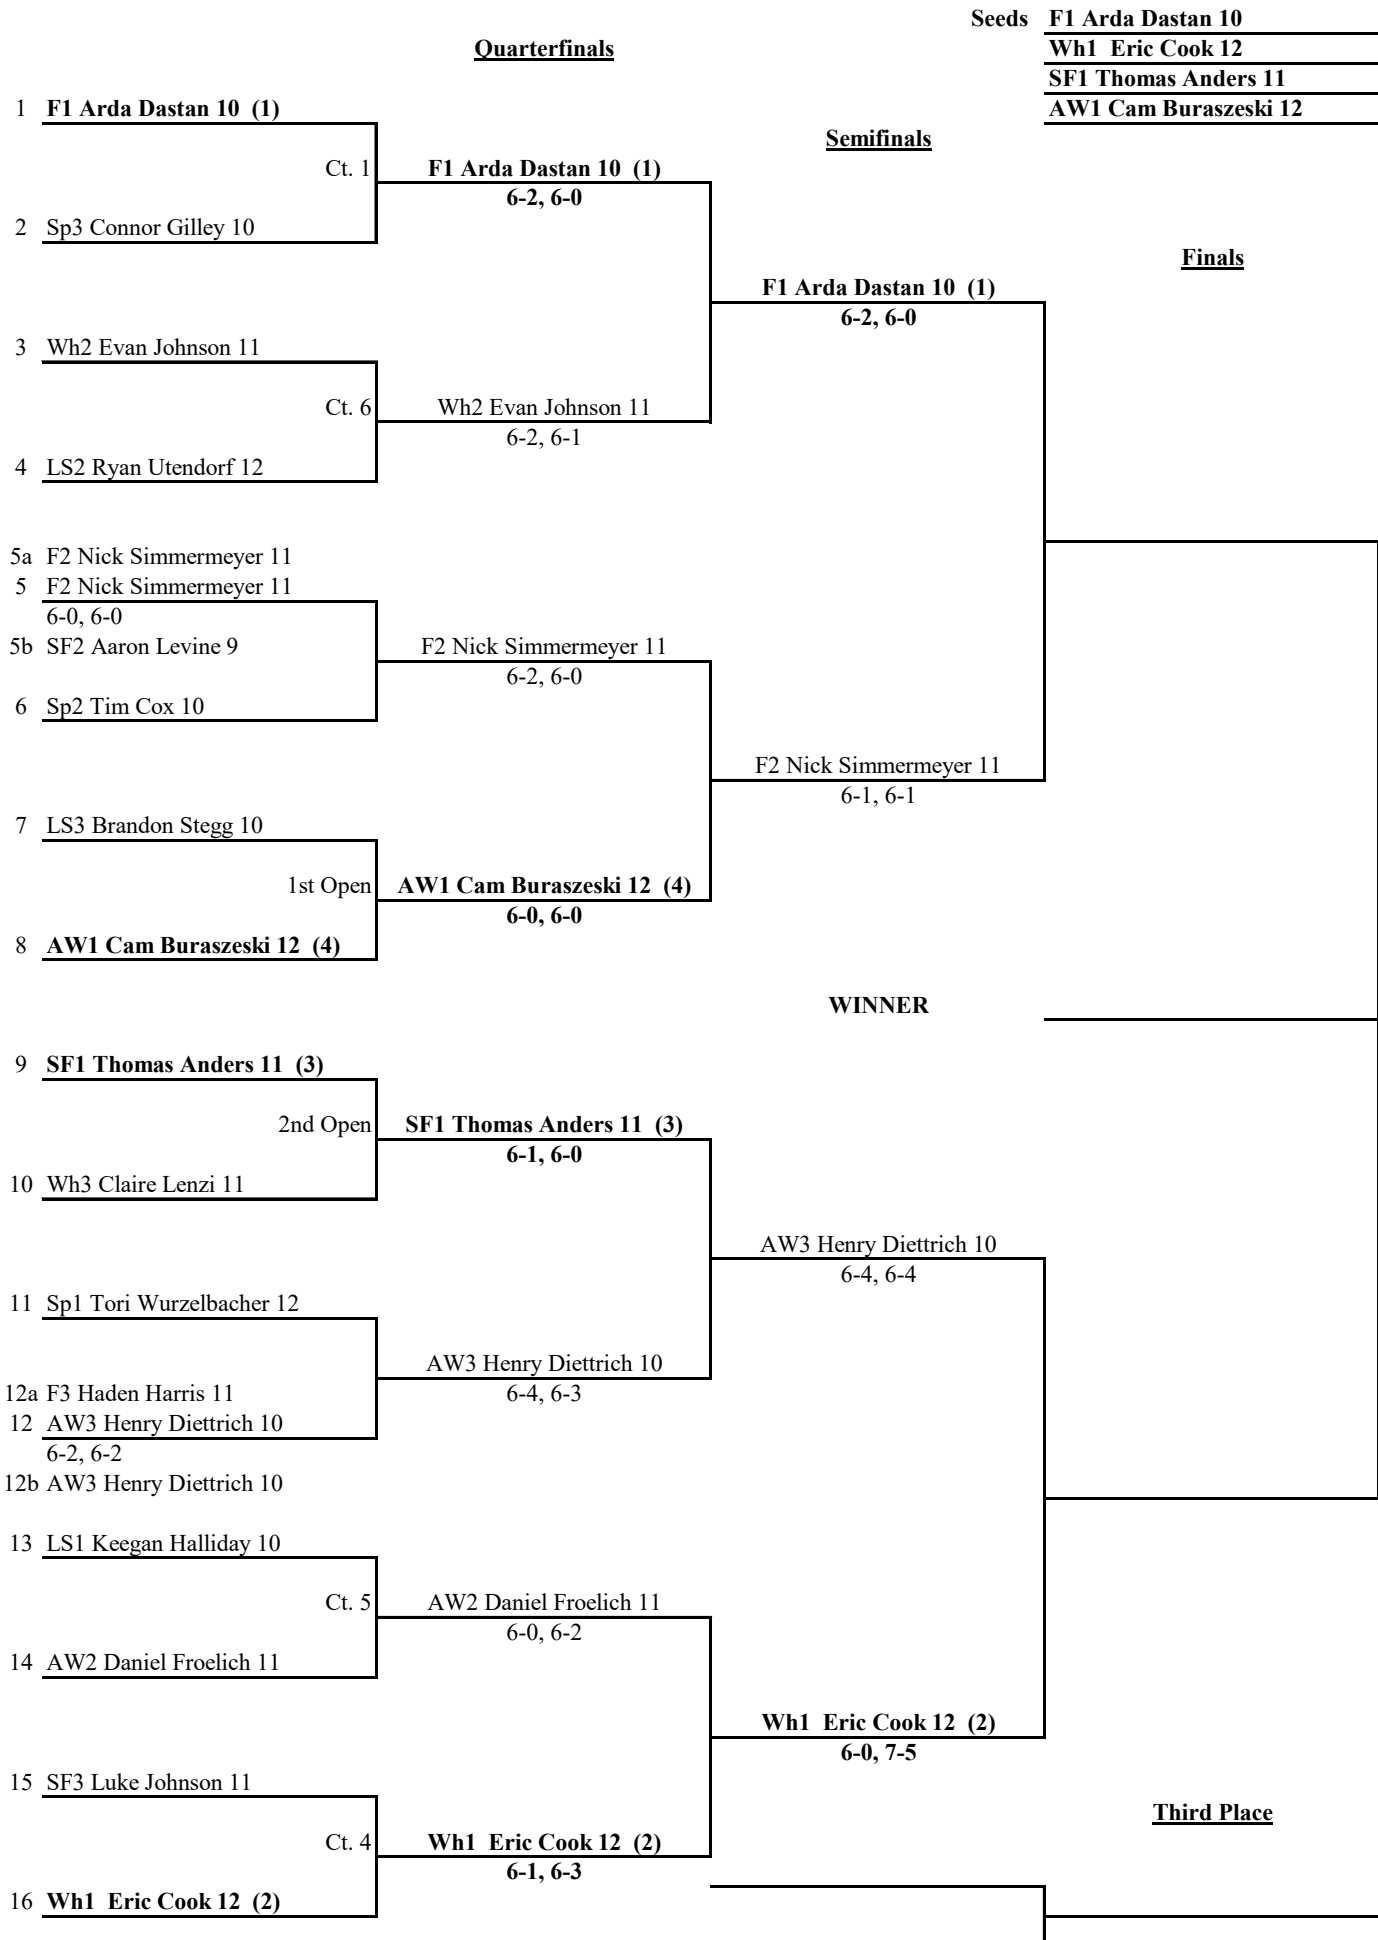 Seeds F1 Arda Dastan 10
Quarterfinals
Wh1 Eric Cook 12
SF1 Thomas Anders 11
1 F1 Arda Dastan 10 (1)
AW1 Cam Buraszeski 12
Semifinals
Ct. 1
F1 Arda Dastan 10 (1)
6-2, 6-0
2 Sp3 Connor Gilley 10
Finals
F1 Arda Dastan 10 (1)
6-2, 6-0
3 Wh2 Evan Johnson 11
Ct. 6
Wh2 Evan Johnson 11
6-2, 6-1
4 LS2 Ryan Utendorf 12
5a F2 Nick Simmermeyer 11
5 F2 Nick Simmermeyer 11
6-0, 6-0
5b SF2 Aaron Levine 9
F2 Nick Simmermeyer 11
6-2, 6-0
6 Sp2 Tim Cox 10
F2 Nick Simmermeyer 11
6-1, 6-1
7 LS3 Brandon Stegg 10
1st Open
AW1 Cam Buraszeski 12 (4)
6-0, 6-0
8 AW1 Cam Buraszeski 12 (4)
WINNER
9 SF1 Thomas Anders 11 (3)
2nd Open
SF1 Thomas Anders 11 (3)
6-1, 6-0
10 Wh3 Claire Lenzi 11
AW3 Henry Diettrich 10
6-4, 6-4
11 Sp1 Tori Wurzelbacher 12
AW3 Henry Diettrich 10
6-4, 6-3
12a F3 Haden Harris 11
12 AW3 Henry Diettrich 10
6-2, 6-2
12b AW3 Henry Diettrich 10
13 LS1 Keegan Halliday 10
Ct. 5
AW2 Daniel Froelich 11
6-0, 6-2
14 AW2 Daniel Froelich 11
Wh1 Eric Cook 12 (2)
6-0, 7-5
15 SF3 Luke Johnson 11
Third Place
Ct. 4
Wh1 Eric Cook 12 (2)
6-1, 6-3
16 Wh1 Eric Cook 12 (2)